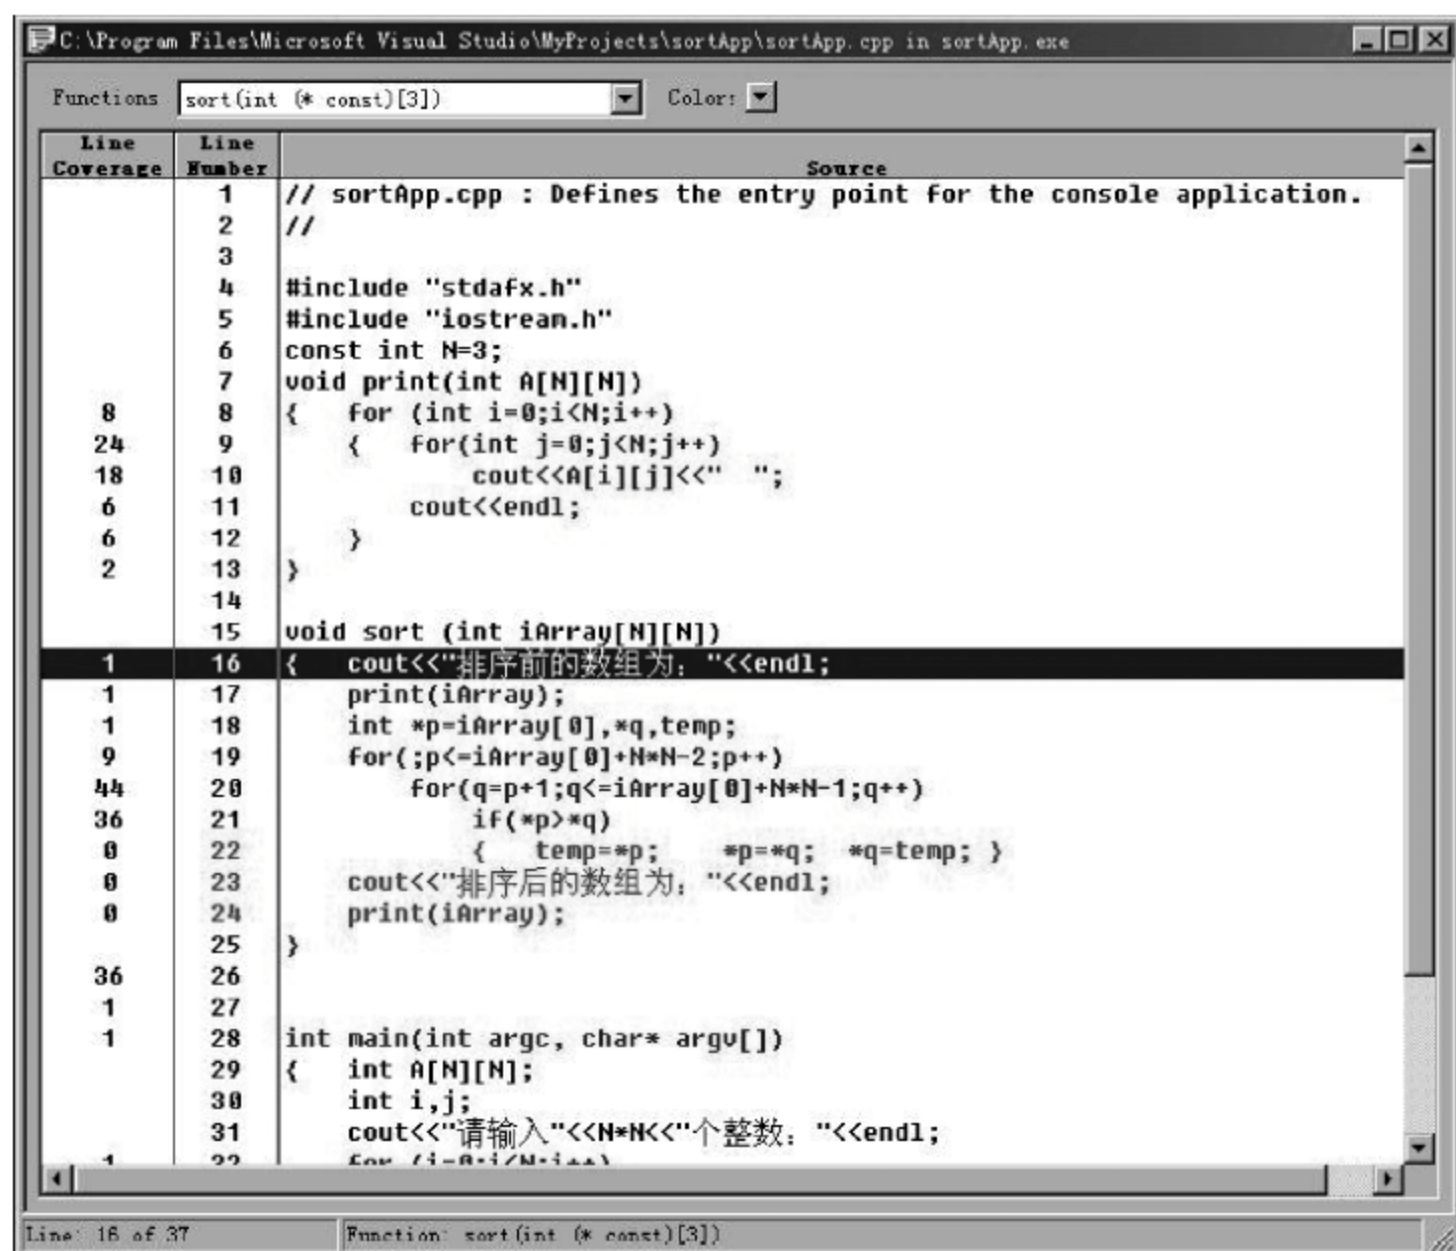 C:\Program Files\Microsoft Visual Studio\MyProjects\sortApp\sortApp.cpp in sortApp.exe
Functions sort(int (* const)[3]) Color:
Line Coverage Line Number Source
1 // sortApp.cpp : Defines the entry point for the console application.
2 //
3
4 #include "stdafx.h"
5 #include "iostream.h"
6 const int N=3;
7 void print(int A[N][N])
8 8 { for (int i=0;i<N;i++)
24 9 { for(int j=0;j<N;j++)
18 10 cout<<A[i][j]<<"  ";
6 11 cout<<endl;
6 12 }
2 13 }
14
15 void sort (int iArray[N][N])
1 16 { cout<<"排序前的数组为："<<endl;
1 17 print(iArray);
1 18 int *p=iArray[0],*q,temp;
9 19 for(;p<=iArray[0]+N*N-2;p++)
44 20 for(q=p+1;q<=iArray[0]+N*N-1;q++)
36 21 if(*p>*q)
0 22 { temp=*p; *p=*q; *q=temp; }
0 23 cout<<"排序后的数组为："<<endl;
0 24 print(iArray);
25 }
36 26
1 27
1 28 int main(int argc, char* argv[])
29 { int A[N][N];
30 int i,j;
31 cout<<"请输入"<<N*N<<"个整数："<<endl;
1 32 for (i=0;i<N;i++)
Line: 16 of 37 Function: sort(int (* const)[3])